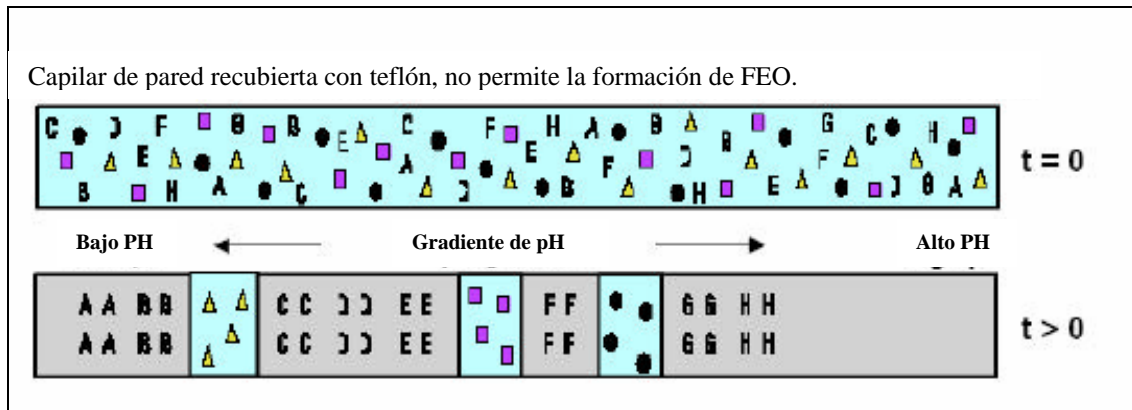 Capilar de pared recubierta con teflón, no permite la formación de FEO.
t = 0
Bajo PH Gradiente de pH Alto PH
A A B B C C D D E E F F G G H H
A A B B C C D D E E F F G G H H
t > 0